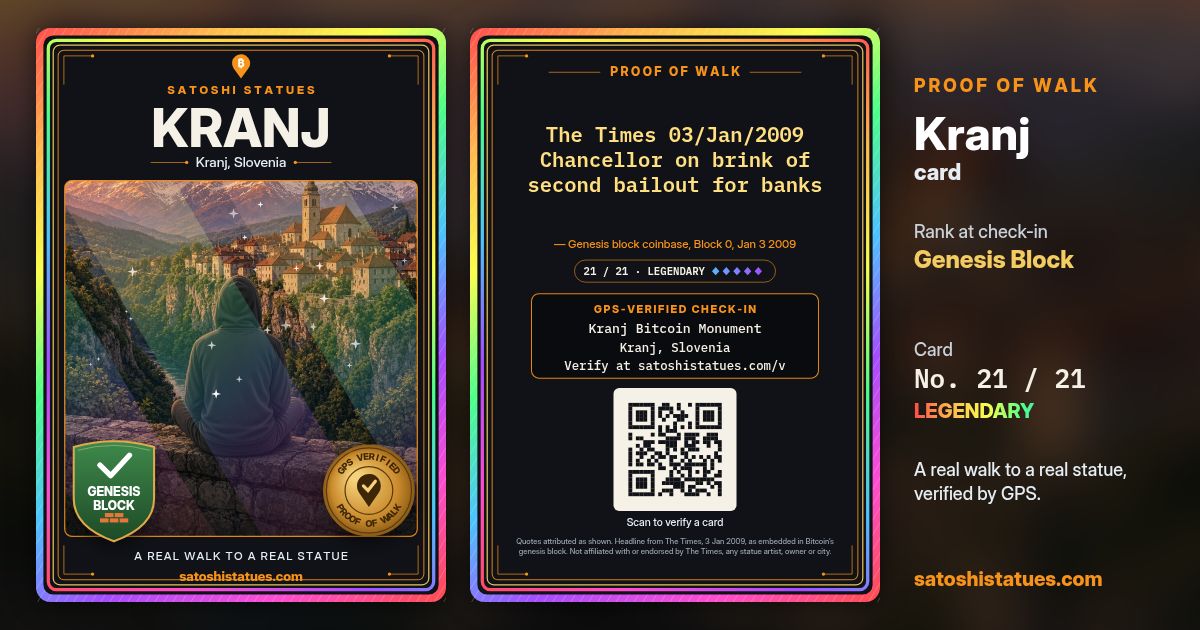 SATOSHI STATUES
KRANJ
Kranj, Slovenia
GENESIS
BLOCK
GPS VERIFIED
PROOF OF WALK
A REAL WALK TO A REAL STATUE
satoshistatues.com
PROOF OF WALK
The Times 03/Jan/2009
Chancellor on brink of
second bailout for banks
— Genesis block coinbase, Block 0, Jan 3 2009
21 / 21 · LEGENDARY ◆◆◆◆◆
GPS-VERIFIED CHECK-IN
Kranj Bitcoin Monument
Kranj, Slovenia
Verify at satoshistatues.com/v
Scan to verify a card
Quotes attributed as shown. Headline from The Times, 3 Jan 2009, as embedded in Bitcoin's
genesis block. Not affiliated with or endorsed by The Times, any statue artist, owner or city.
PROOF OF WALK
Kranj
card
Rank at check-in
Genesis Block
Card
No. 21 / 21
LEGENDARY
A real walk to a real statue,
verified by GPS.
satoshistatues.com